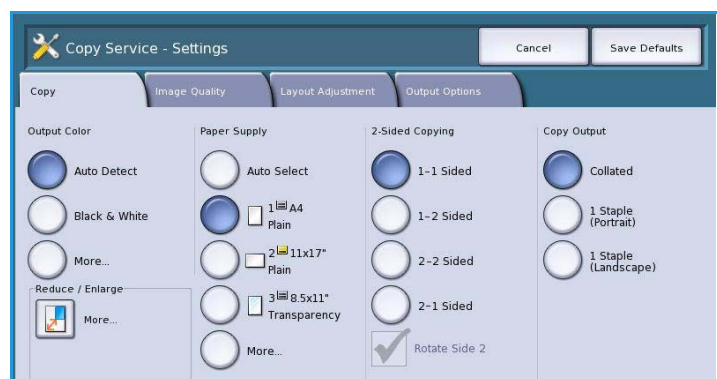 Copy Service - Settings
Cancel
Save Defaults
Copy
Image Quality
Layout Adjustment
Output Options
Output Color
Auto Detect
Black & White
More...
Reduce / Enlarge
More...
Paper Supply
Auto Select
1 A4
Plain
2 11x17"
Plain
3 8.5x11"
Transparency
More...
2-Sided Copying
1-1 Sided
1-2 Sided
2-2 Sided
2-1 Sided
Rotate Side 2
Copy Output
Collated
1 Staple
(Portrait)
1 Staple
(Landscape)